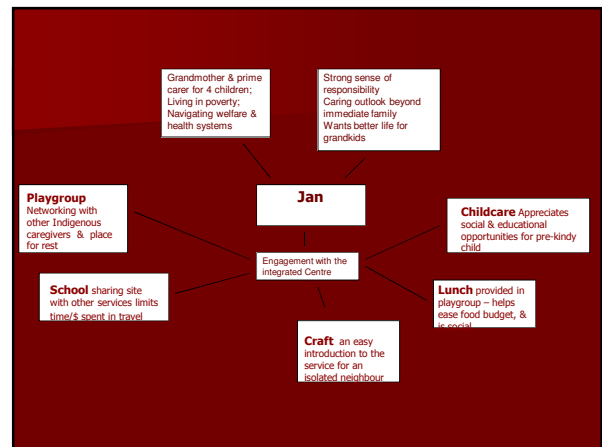 Grandmother & prime
carer for 4 children;
Living in poverty;
Navigating welfare &
health systems
Strong sense of
responsibility
Caring outlook beyond
immediate family
Wants better life for
grandkids
Jan
Playgroup
Networking with
other Indigenous
caregivers & place
for rest
Childcare Appreciates
social & educational
opportunities for pre-kindy
child
Engagement with the
integrated Centre
School sharing site
with other services limits
time/$ spent in travel
Lunch provided in
playgroup – helps
ease food budget, &
is social
Craft an easy
introduction to the
service for an
isolated neighbour